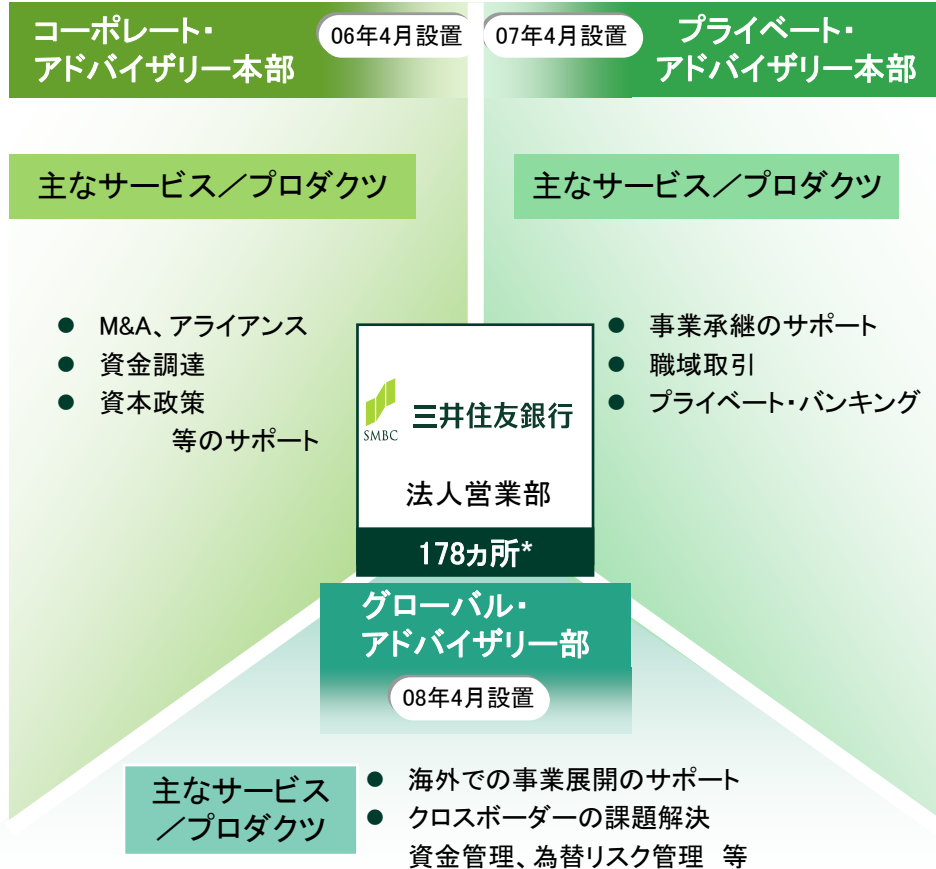 コーポレート・
アドバイザリー本部
06年4月設置
主なサービス／プロダクツ
● M&A、アライアンス
● 資金調達
● 資本政策
等のサポート
07年4月設置
プライベート・
アドバイザリー本部
主なサービス／プロダクツ
● 事業承継のサポート
● 職域取引
● プライベート・バンキング
SMBC 三井住友銀行
法人営業部
178ヵ所*
グローバル・
アドバイザリー部
08年4月設置
主なサービス
／プロダクツ
● 海外での事業展開のサポート
● クロスボーダーの課題解決
資金管理、為替リスク管理 等